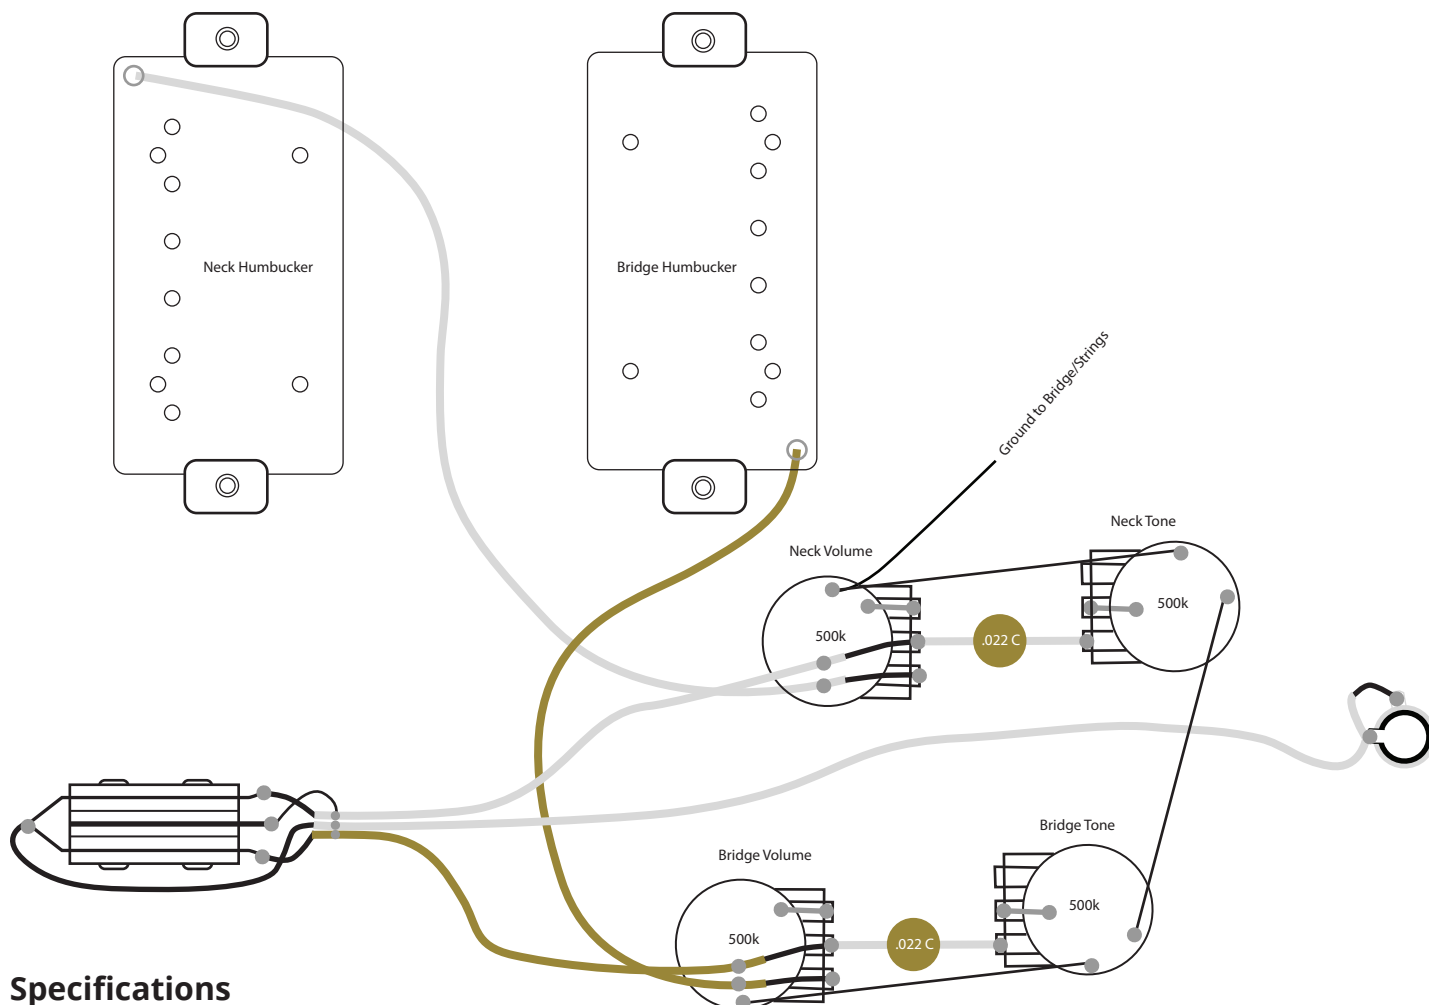 Neck Humbucker
Bridge Humbucker
Ground to Bridge/Strings
Neck Tone
Neck Volume
500k
500k
.022 C
Bridge Tone
Bridge Volume
500k
500k
.022 C
Specifications